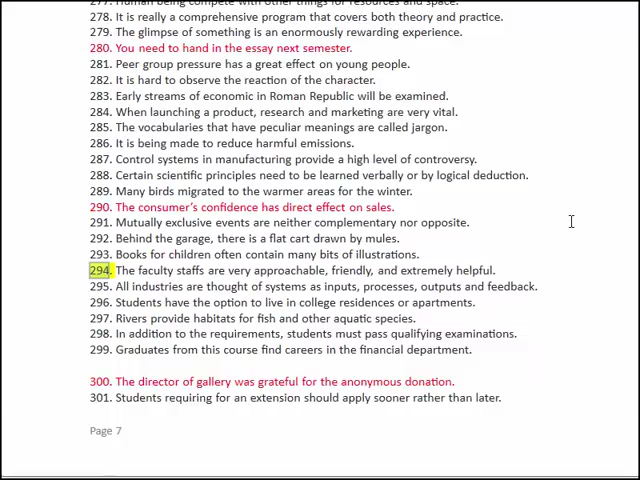 277. Human being compete with other things for resources and space.
278. It is really a comprehensive program that covers both theory and practice.
279. The glimpse of something is an enormously rewarding experience.
280. You need to hand in the essay next semester.
281. Peer group pressure has a great effect on young people.
282. It is hard to observe the reaction of the character.
283. Early streams of economic in Roman Republic will be examined.
284. When launching a product, research and marketing are very vital.
285. The vocabularies that have peculiar meanings are called jargon.
286. It is being made to reduce harmful emissions.
287. Control systems in manufacturing provide a high level of controversy.
288. Certain scientific principles need to be learned verbally or by logical deduction.
289. Many birds migrated to the warmer areas for the winter.
290. The consumer's confidence has direct effect on sales.
291. Mutually exclusive events are neither complementary nor opposite.
292. Behind the garage, there is a flat cart drawn by mules.
293. Books for children often contain many bits of illustrations.
294. The faculty staffs are very approachable, friendly, and extremely helpful.
295. All industries are thought of systems as inputs, processes, outputs and feedback.
296. Students have the option to live in college residences or apartments.
297. Rivers provide habitats for fish and other aquatic species.
298. In addition to the requirements, students must pass qualifying examinations.
299. Graduates from this course find careers in the financial department.
300. The director of gallery was grateful for the anonymous donation.
301. Students requiring for an extension should apply sooner rather than later.
Page 7